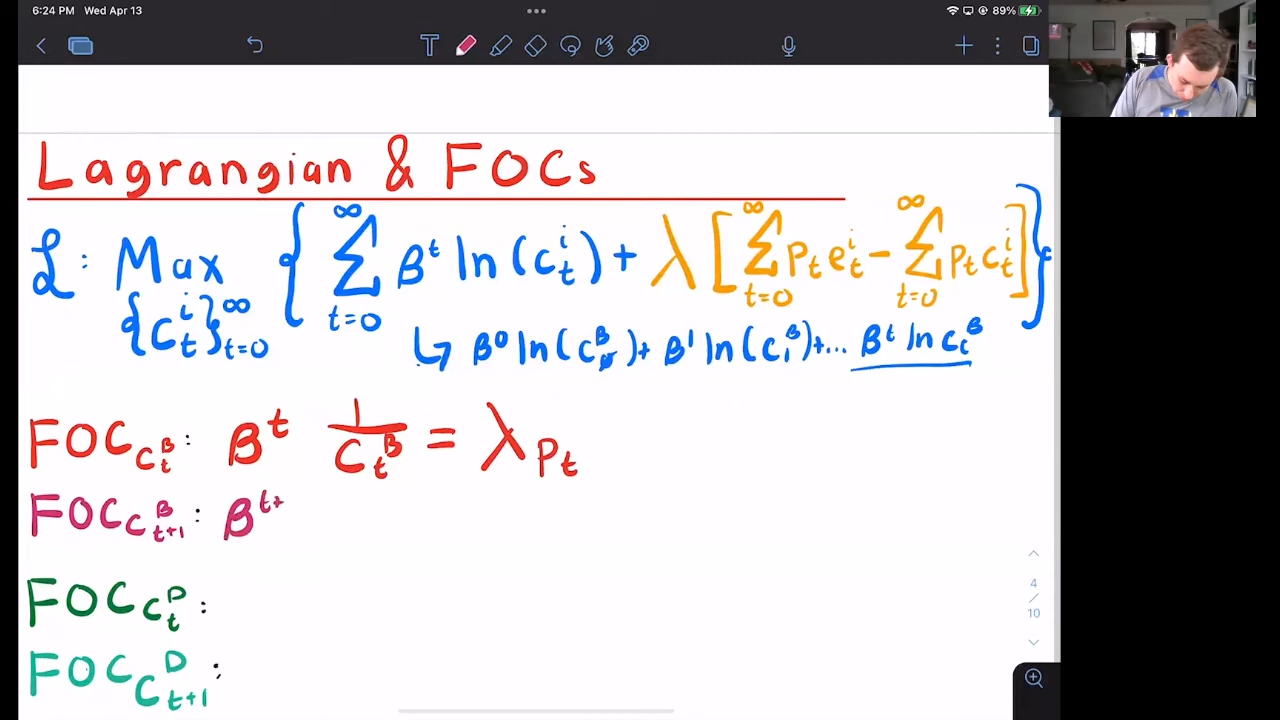 6:24 PM Wed Apr 13 89%
T
Lagrangian & FOCs
ℒ: Max_{\{c_t^i\}_{t=0}^∞} { ∑_{t=0}^∞ β^t ln(c_t^i) + λ [ ∑_{t=0}^∞ p_t e_t^i - ∑_{t=0}^∞ p_t c_t^i ] }
↳ β^0 ln(c_0^B) + β^1 ln(c_1^B) + ... β^t ln c_t^B
FOC_{c_t^B}: β^t 1/c_t^B = λ p_t
FOC_{c_{t+1}^B}: β^{t+
4
/
10
FOC_{c_t^D}:
FOC_{c_{t+1}^D}: